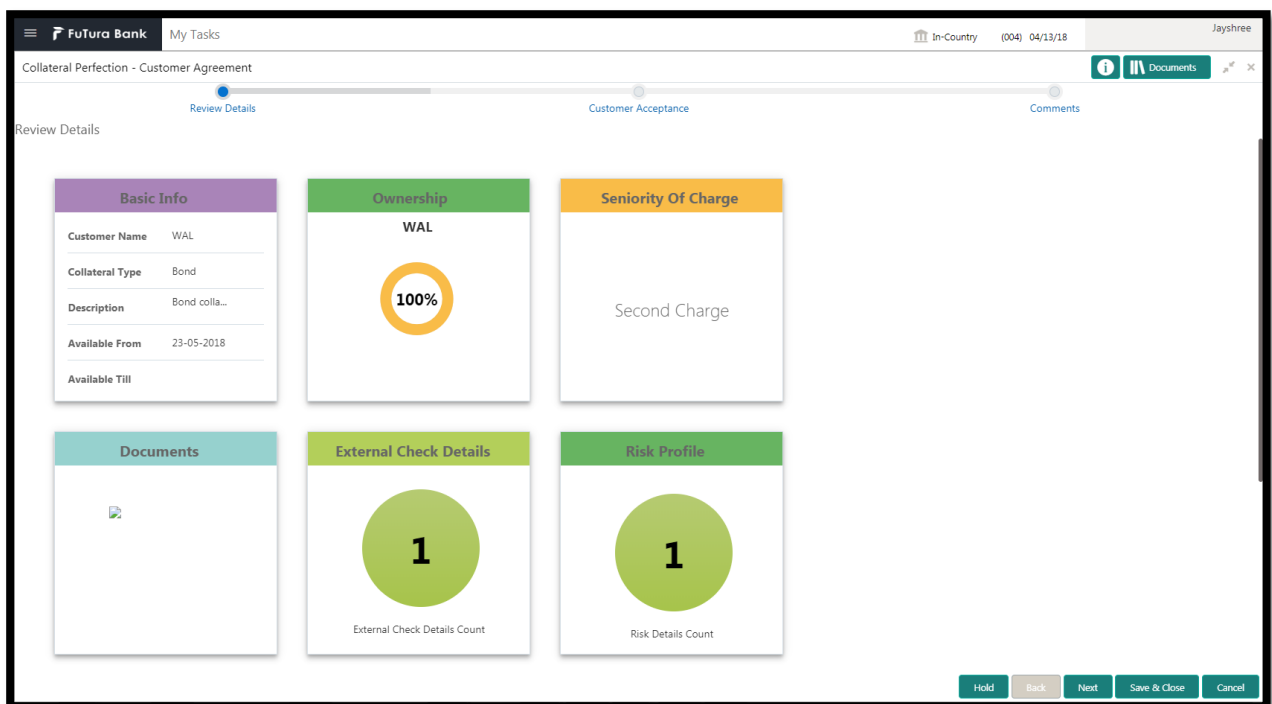 FuTura Bank
My Tasks
In-Country
(004) 04/13/18
Jayshree
Collateral Perfection - Customer Agreement
i
Documents
Review Details
Customer Acceptance
Comments
Review Details
Basic Info
Customer Name WAL
Collateral Type Bond
Description Bond colla...
Available From 23-05-2018
Available Till
Ownership
WAL
100%
Seniority Of Charge
Second Charge
Documents
External Check Details
1
External Check Details Count
Risk Profile
1
Risk Details Count
Hold
Back
Next
Save & Close
Cancel